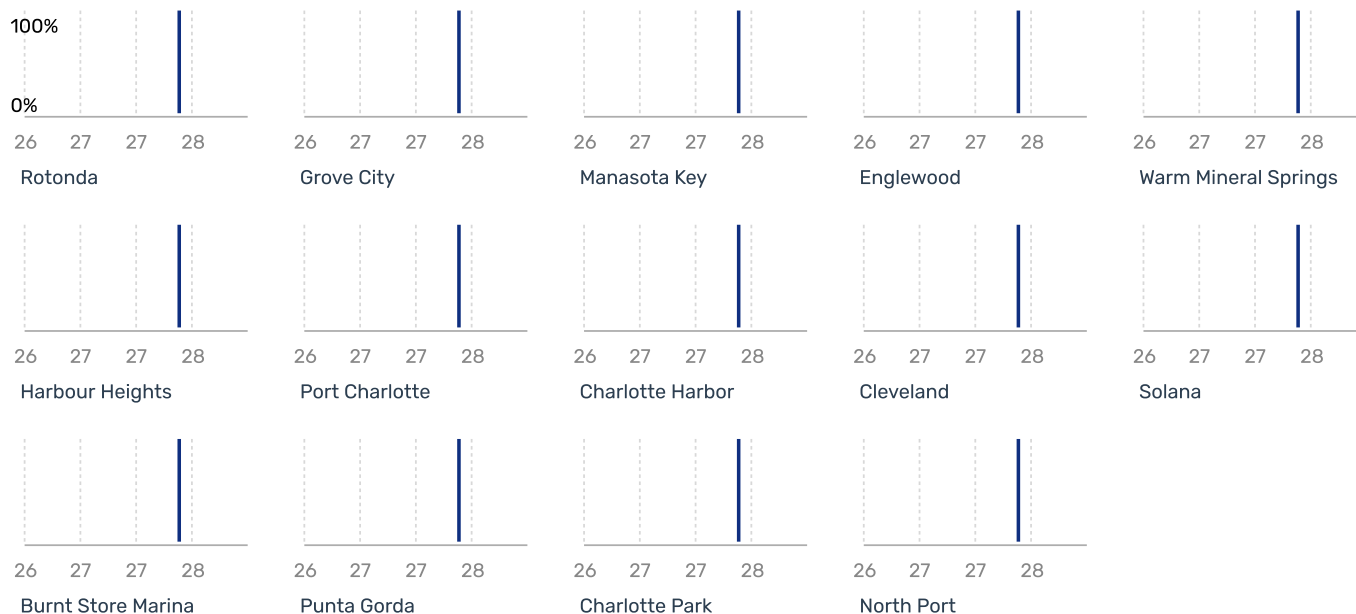 100%
0%
26 27 27 28 26 27 27 28 26 27 27 28 26 27 27 28 26 27 27 28
Rotonda Grove City Manasota Key Englewood Warm Mineral Springs
26 27 27 28 26 27 27 28 26 27 27 28 26 27 27 28 26 27 27 28
Harbour Heights Port Charlotte Charlotte Harbor Cleveland Solana
26 27 27 28 26 27 27 28 26 27 27 28 26 27 27 28
Burnt Store Marina Punta Gorda Charlotte Park North Port